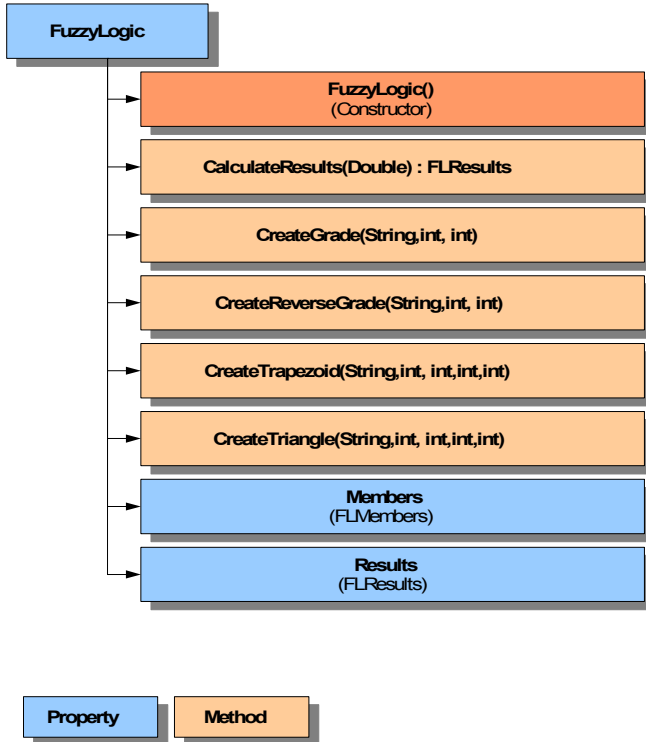 FuzzyLogic
FuzzyLogic()
(Constructor)
CalculateResults(Double) : FLResults
CreateGrade(String,int, int)
CreateReverseGrade(String,int, int)
CreateTrapezoid(String,int, int,int,int)
CreateTriangle(String,int, int,int,int)
Members
(FLMembers)
Results
(FLResults)
Property
Method